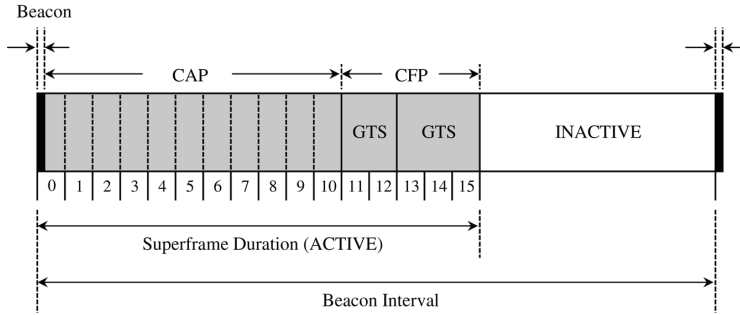 Beacon
CAP
CFP
GTS GTS INACTIVE
0 1 2 3 4 5 6 7 8 9 10 11 12 13 14 15
Superframe Duration (ACTIVE)
Beacon Interval